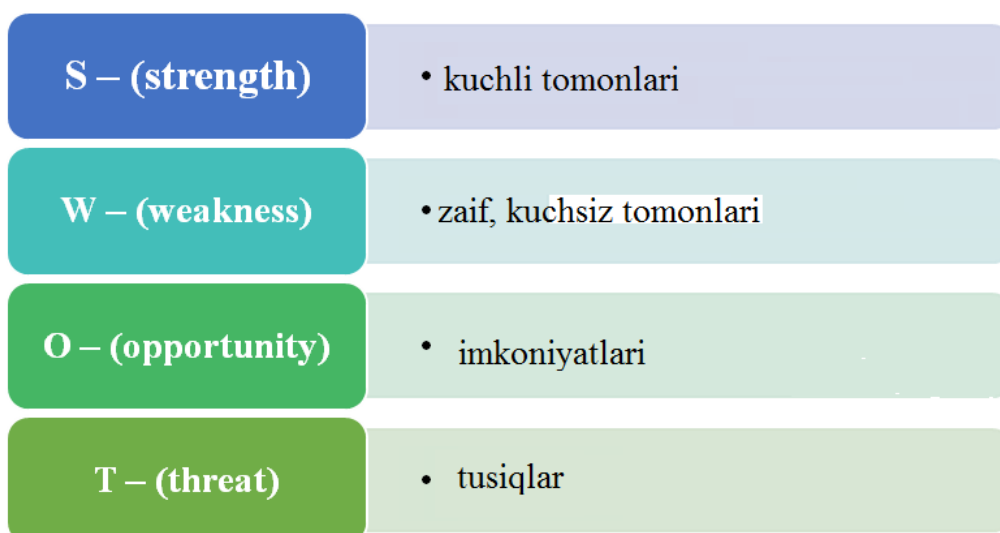 S – (strength)
• kuchli tomonlari
W – (weakness)
• zaif, kuchsiz tomonlari
O – (opportunity)
• imkoniyatlari
T – (threat)
• tusiqlar